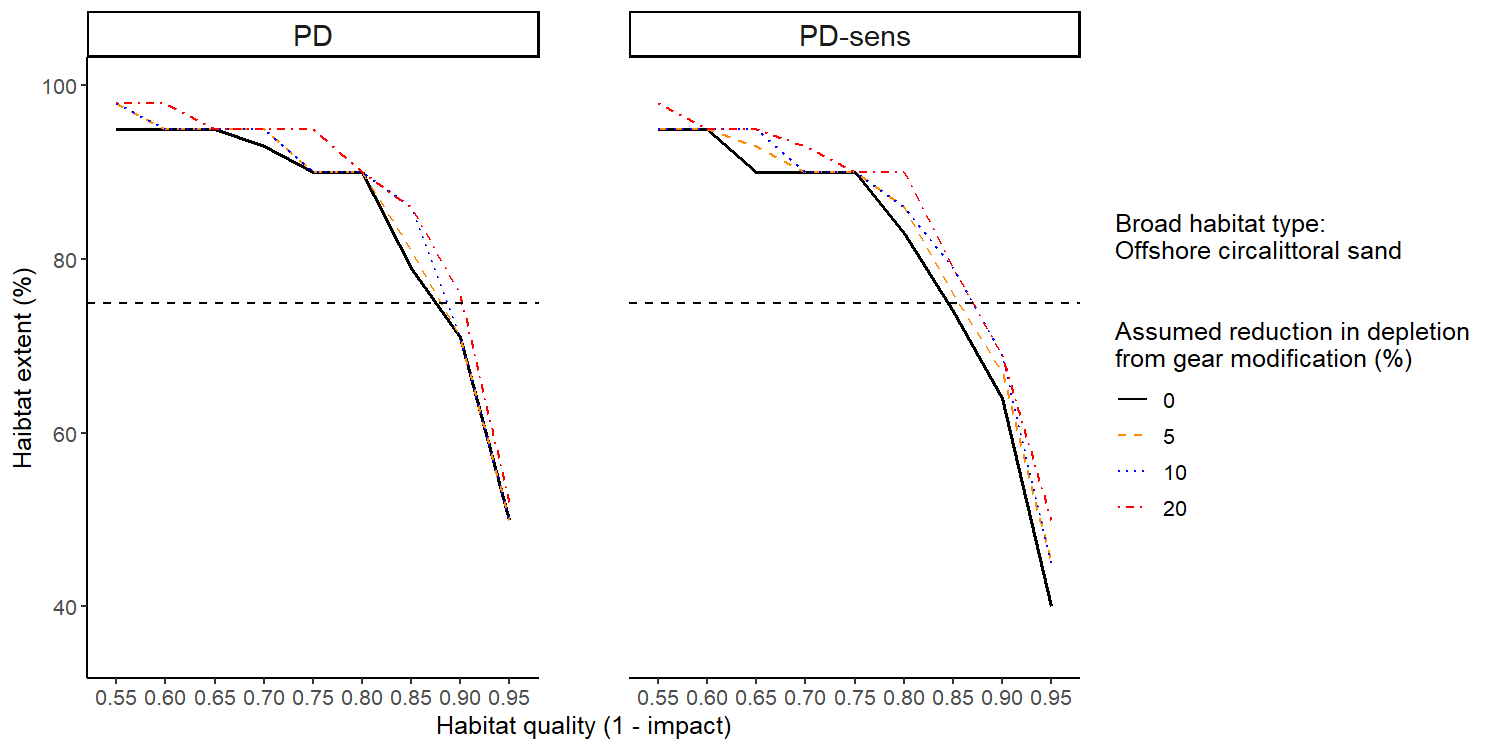 PD
PD-sens
100
80
60
40
Haibtat extent (%)
0.55 0.60 0.65 0.70 0.75 0.80 0.85 0.90 0.95
0.55 0.60 0.65 0.70 0.75 0.80 0.85 0.90 0.95
Habitat quality (1 - impact)
Broad habitat type:
Offshore circalittoral sand
Assumed reduction in depletion
from gear modification (%)
0
5
10
20